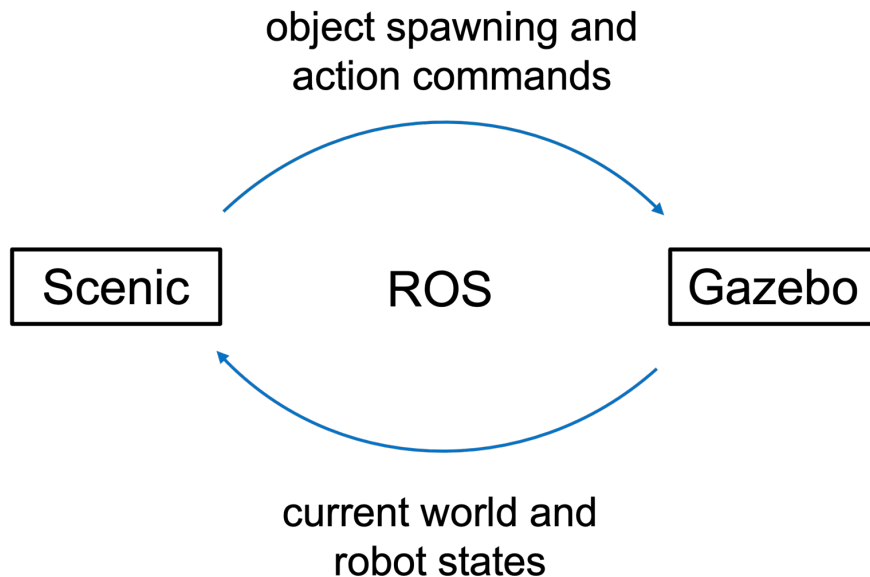 object spawning and
action commands
Scenic
ROS
Gazebo
current world and
robot states